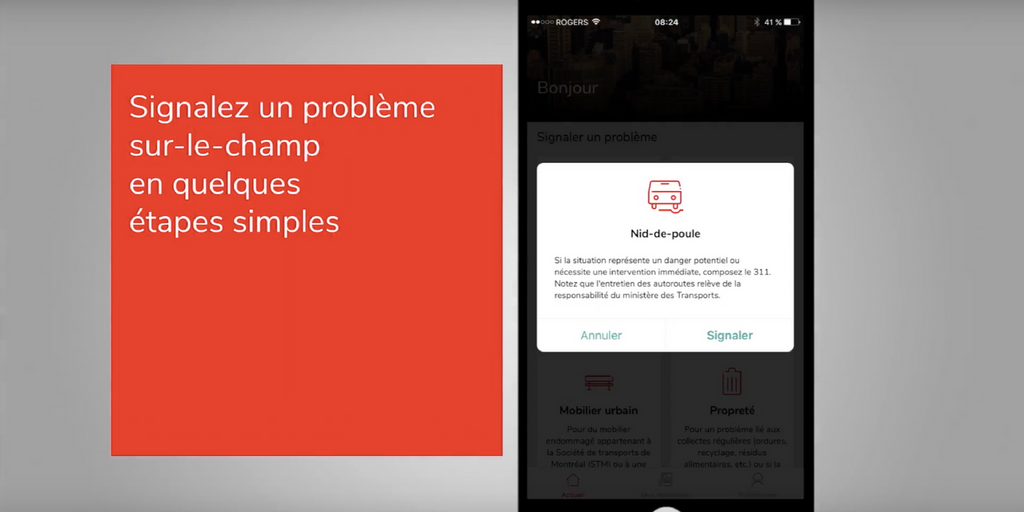 Signalez un problème
sur-le-champ
en quelques
étapes simples
ROGERS
08:24
41 %
Bonjour
Signaler un problème
Nid-de-poule
Si la situation représente un danger potentiel ou
nécessite une intervention immédiate, composez le 311.
Notez que l'entretien des autoroutes relève de la
responsabilité du ministère des Transports.
Annuler
Signaler
Mobilier urbain
Pour du mobilier
endommagé appartenant à
la Société de transports de
Montréal (STM) ou à une
Propreté
Pour un problème lié aux
collectes régulières (ordures,
recyclage, résidus
alimentaires, etc.) ou si la
Accueil